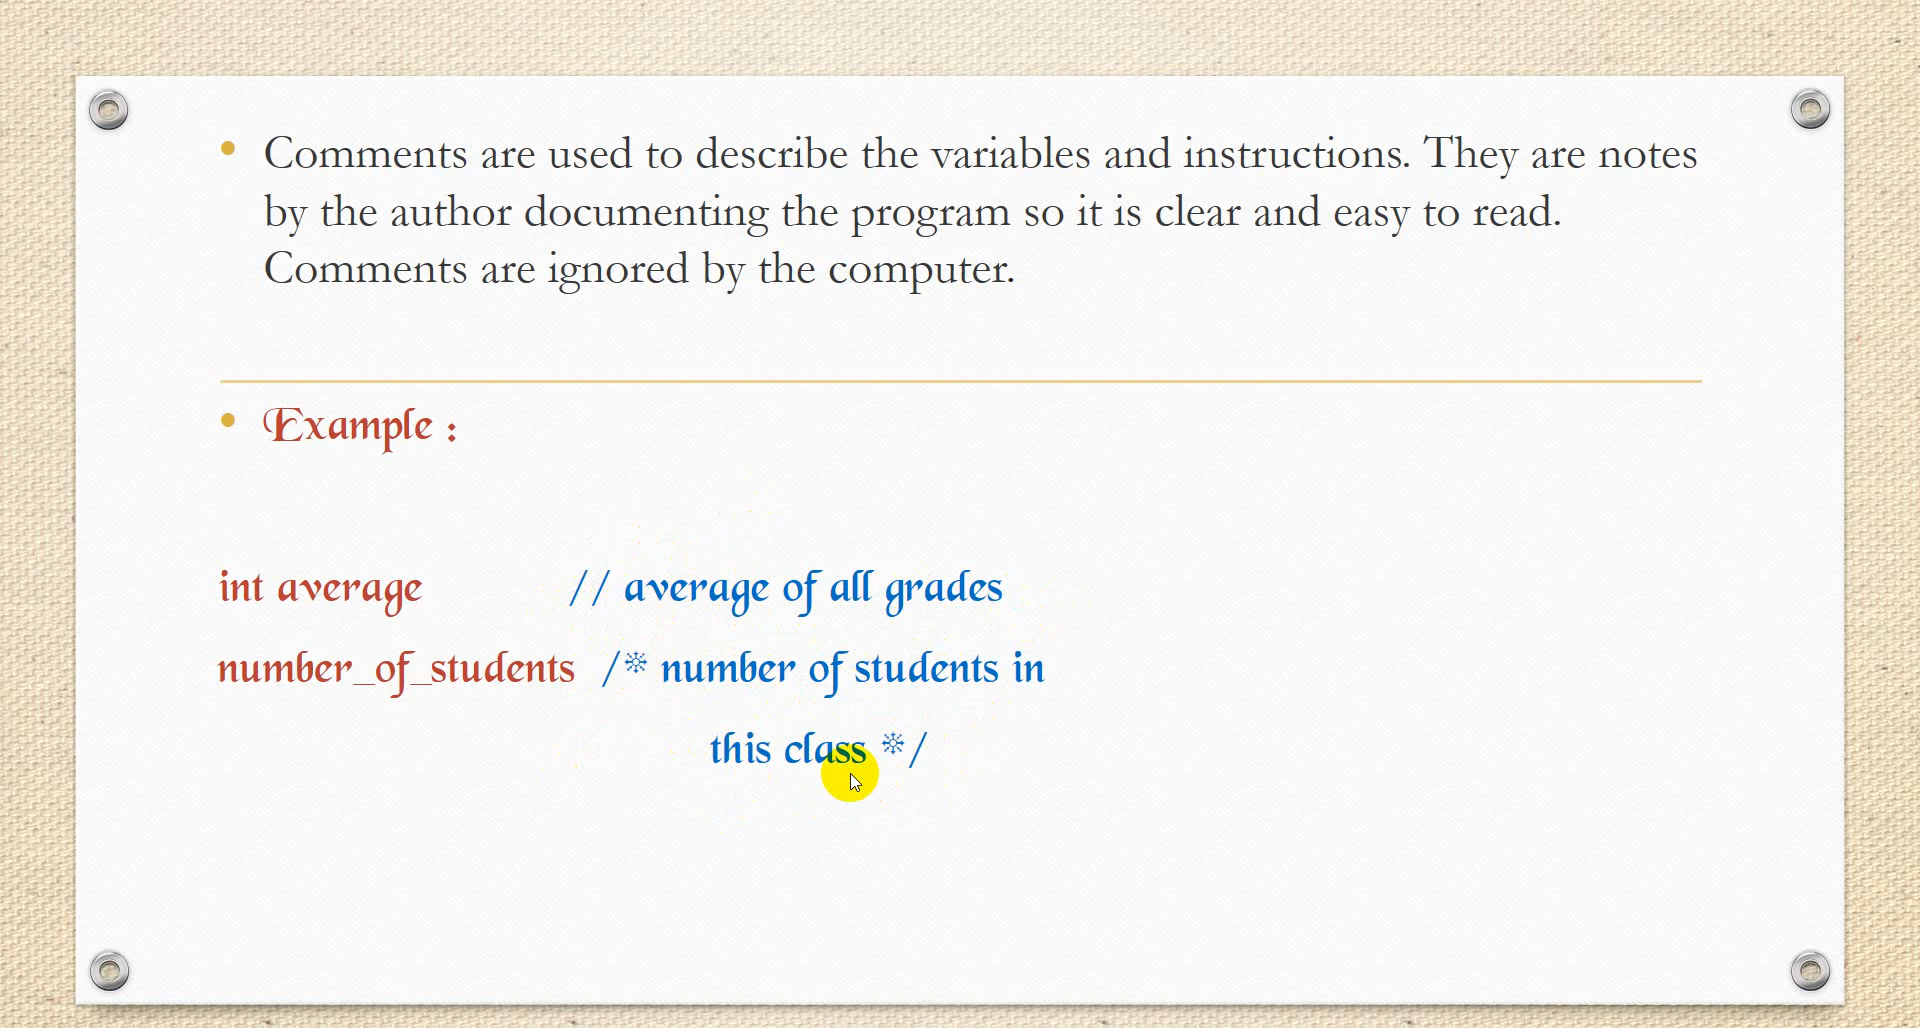 • Comments are used to describe the variables and instructions. They are notes
by the author documenting the program so it is clear and easy to read.
Comments are ignored by the computer.
• Example :
int average // average of all grades
number_of_students /* number of students in
this class */